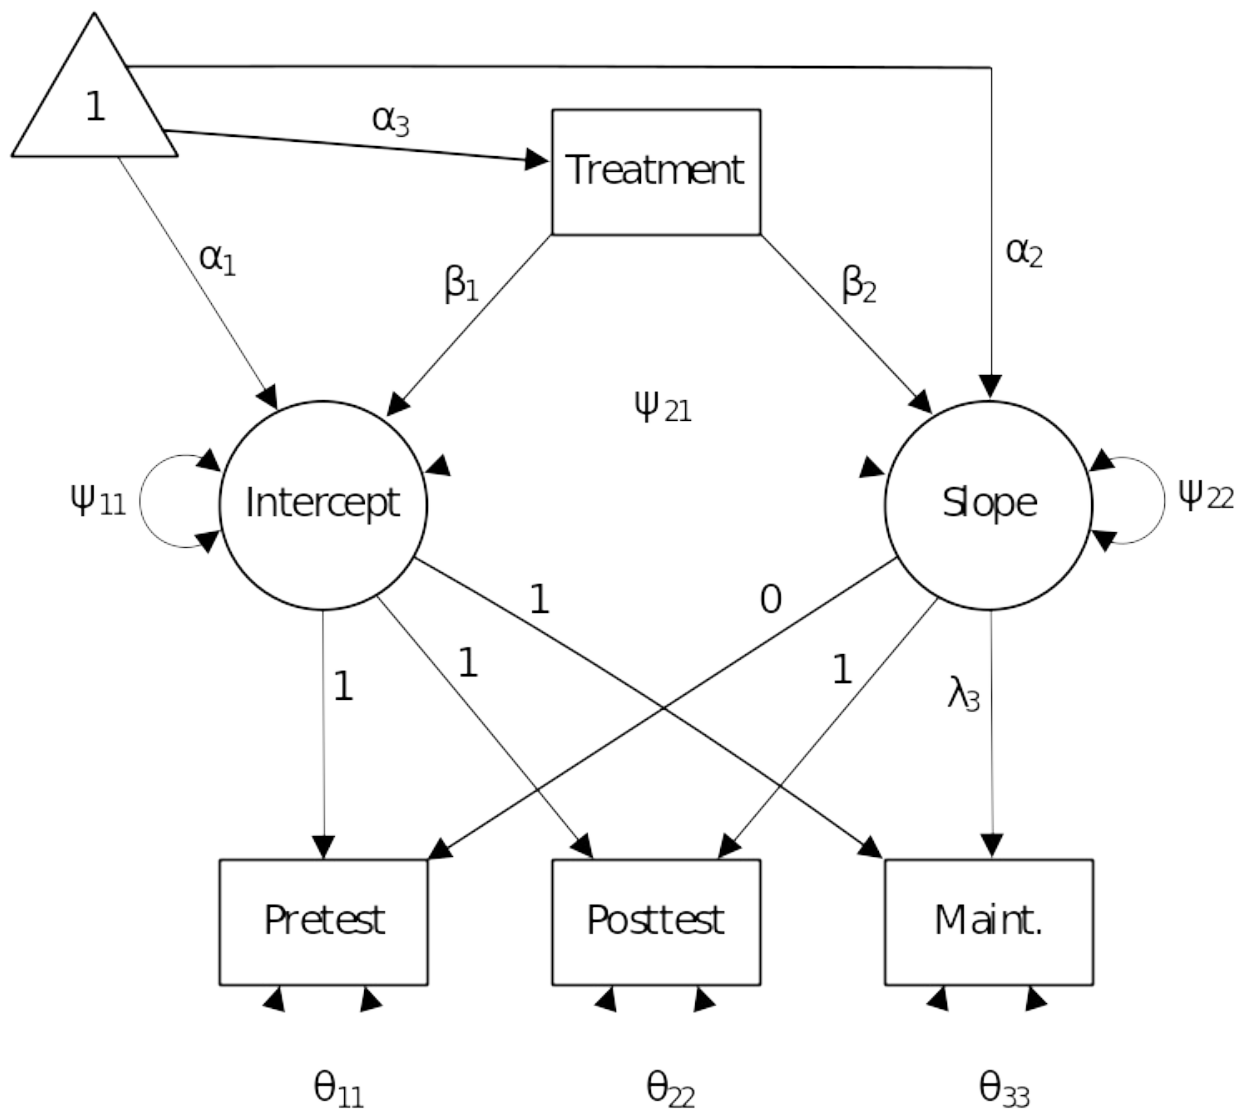 1
α3
Treatment
α1
β1
β2
α2
ψ21
ψ11
Intercept
Slope
ψ22
1
0
1
1
1
λ3
Pretest
Posttest
Maint.
θ11
θ22
θ33